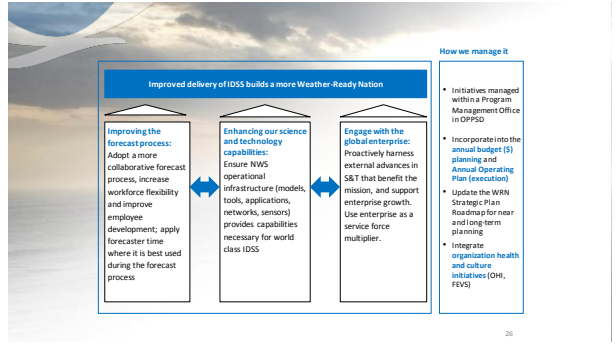 How we manage it
Improved delivery of IDSS builds a more Weather-Ready Nation
Improving the
forecast process:
Adopt a more
collaborative forecast
process, increase
workforce flexibility
and improve
employee
development; apply
forecaster time
where it is best used
during the forecast
process
Enhancing our science
and technology
capabilities:
Ensure NWS
operational
infrastructure (models,
tools, applications,
networks, sensors)
provides capabilities
necessary for world
class IDSS
Engage with the
global enterprise:
Proactively harness
external advances in
S&T that benefit the
mission, and support
enterprise growth.
Use enterprise as a
service force
multiplier.
• Initiatives managed
within a Program
Management Office
in OPPSD
• Incorporate into the
annual budget ($)
planning and
Annual Operating
Plan (execution)
• Update the WRN
Strategic Plan
Roadmap for near
and long-term
planning
• Integrate
organization health
and culture
initiatives (OHI,
FEVS)
26